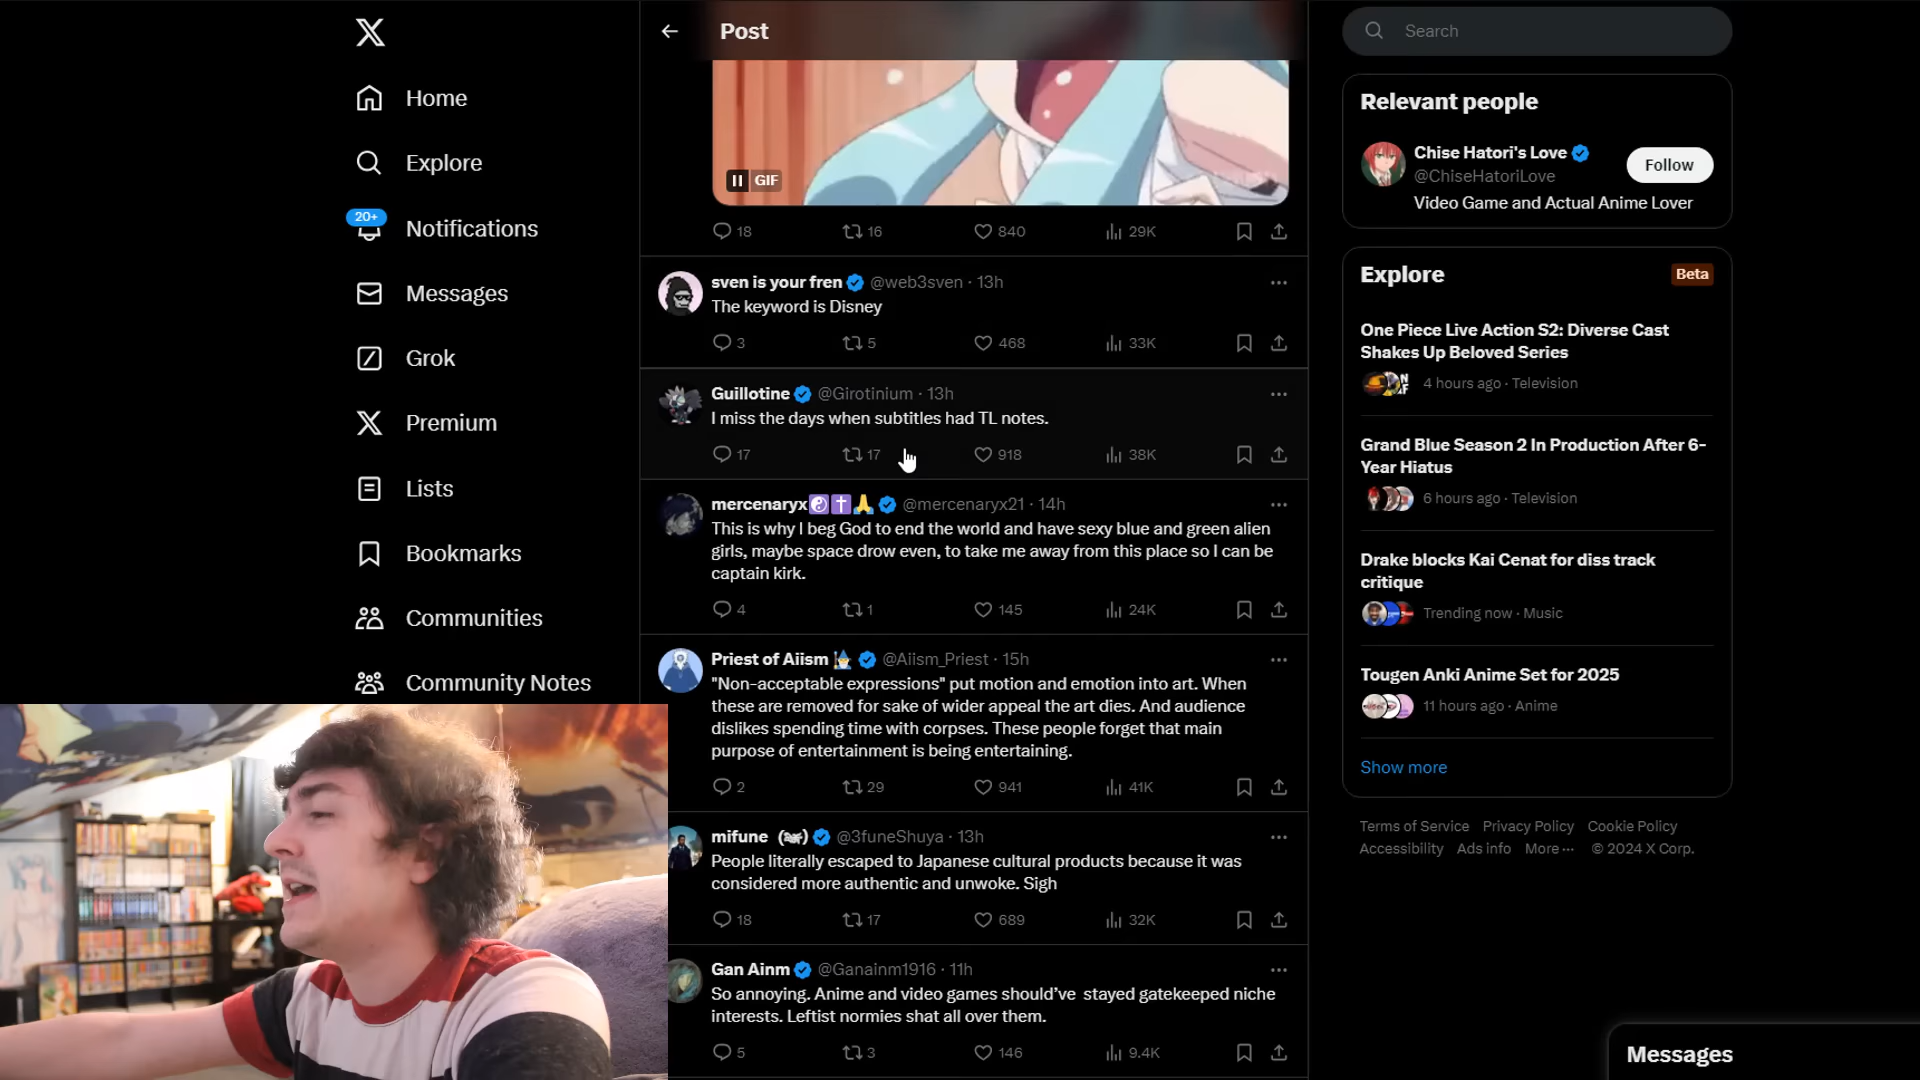 Home
Explore
20+
Notifications
Messages
Grok
Premium
Lists
Bookmarks
Communities
Community Notes
Post
GIF
18 16 840 29K
sven is your fren @web3sven · 13h
The keyword is Disney
3 5 468 33K
Guillotine @Girotinium · 13h
I miss the days when subtitles had TL notes.
17 17 918 38K
mercenaryx☯️✝️🙏 @mercenaryx21 · 14h
This is why I beg God to end the world and have sexy blue and green alien
girls, maybe space drow even, to take me away from this place so I can be
captain kirk.
4 1 145 24K
Priest of Aiism @Aiism_Priest · 15h
"Non-acceptable expressions" put motion and emotion into art. When
these are removed for sake of wider appeal the art dies. And audience
dislikes spending time with corpses. These people forget that main
purpose of entertainment is being entertaining.
2 29 941 41K
mifune @3funeShuya · 13h
People literally escaped to Japanese cultural products because it was
considered more authentic and unwoke. Sigh
18 17 689 32K
Gan Ainm @Ganainm1916 · 11h
So annoying. Anime and video games should've stayed gatekeeped niche
interests. Leftist normies shat all over them.
5 3 146 9.4K
Search
Relevant people
Chise Hatori's Love
@ChiseHatoriLove
Follow
Video Game and Actual Anime Lover
Explore
Beta
One Piece Live Action S2: Diverse Cast
Shakes Up Beloved Series
4 hours ago · Television
Grand Blue Season 2 In Production After 6-
Year Hiatus
6 hours ago · Television
Drake blocks Kai Cenat for diss track
critique
Trending now · Music
Tougen Anki Anime Set for 2025
11 hours ago · Anime
Show more
Terms of Service Privacy Policy Cookie Policy
Accessibility Ads info More ··· © 2024 X Corp.
Messages